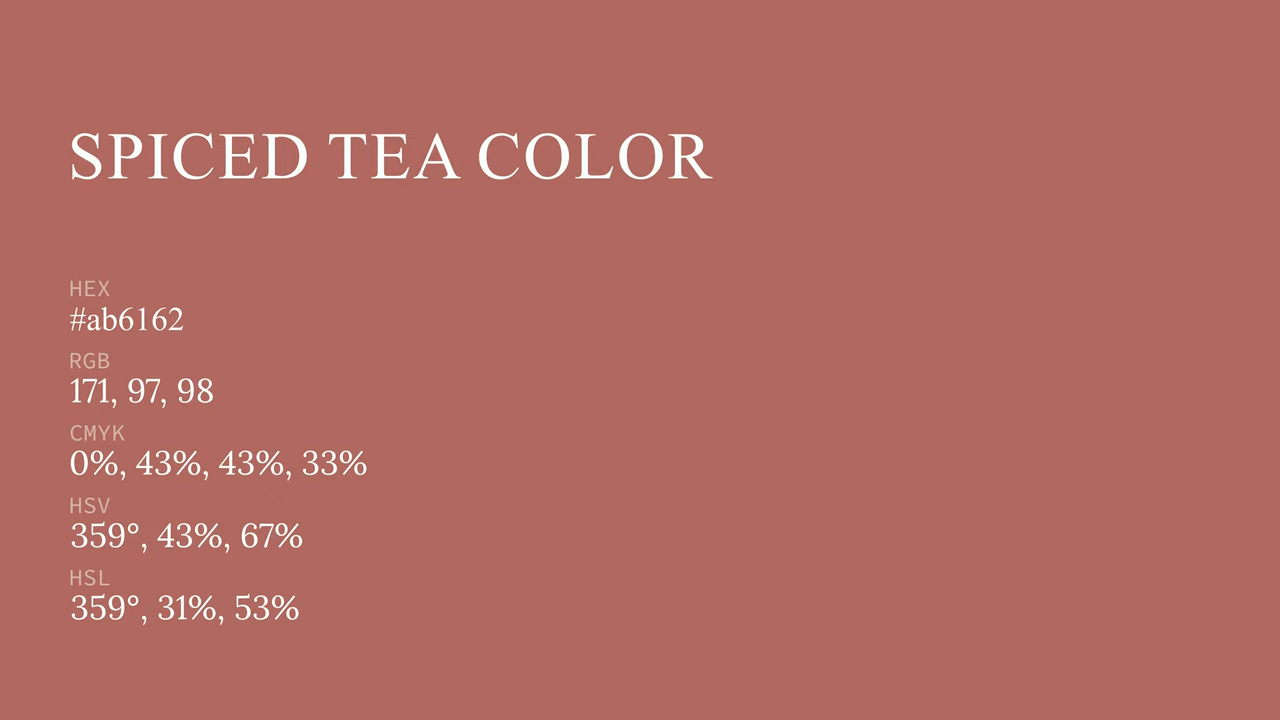 SPICED TEA COLOR
HEX
#ab6162
RGB
171, 97, 98
CMYK
0%, 43%, 43%, 33%
HSV
359°, 43%, 67%
HSL
359°, 31%, 53%